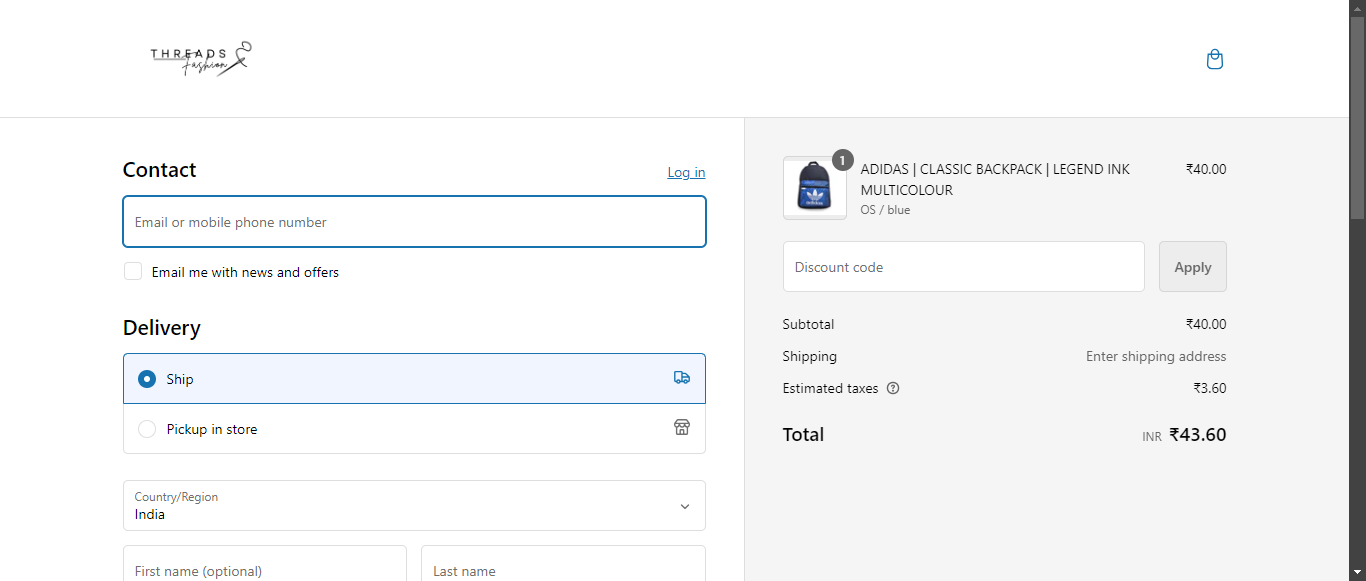 THREADS
Fashion
Contact
Log in
Email or mobile phone number
Email me with news and offers
Delivery
Ship
Pickup in store
Country/Region
India
First name (optional)
Last name
1
ADIDAS | CLASSIC BACKPACK | LEGEND INK
MULTICOLOUR
OS / blue
₹40.00
Discount code
Apply
Subtotal ₹40.00
Shipping Enter shipping address
Estimated taxes ? ₹3.60
Total INR ₹43.60